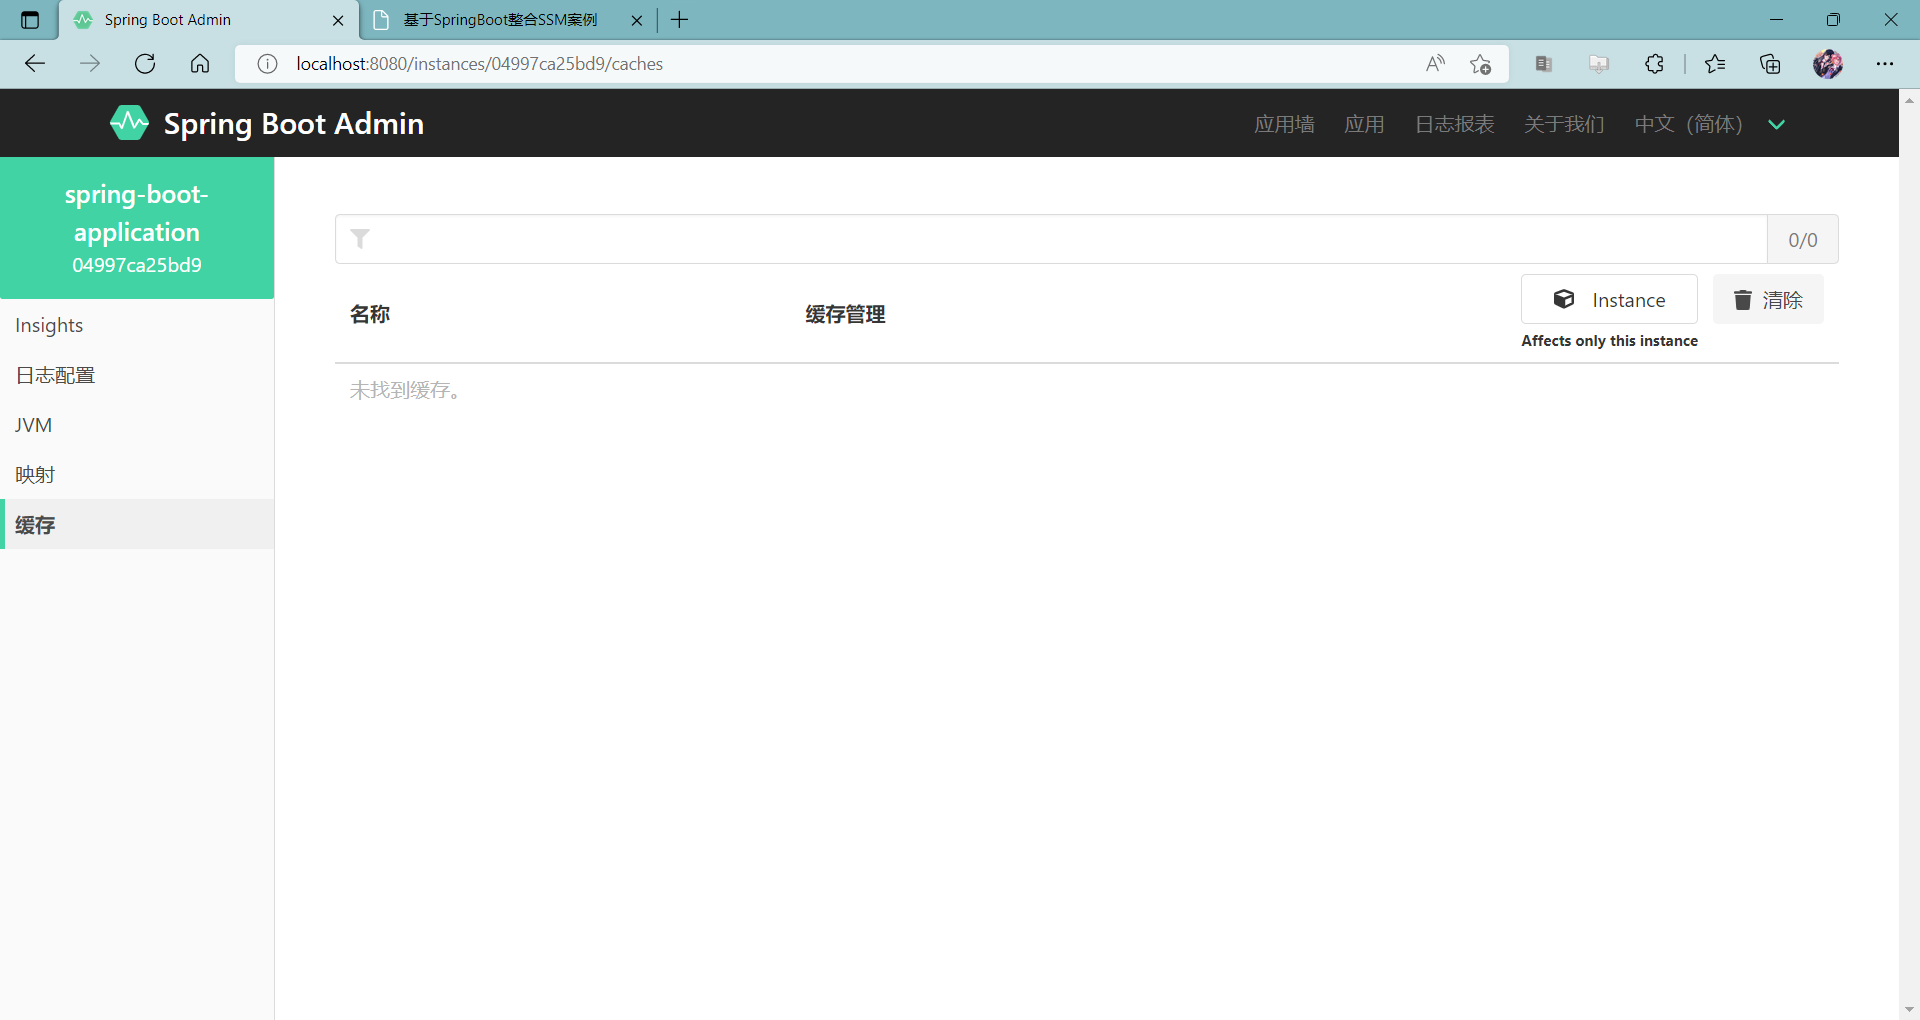 Spring Boot Admin
基于SpringBoot整合SSM案例
localhost:8080/instances/04997ca25bd9/caches
Spring Boot Admin
应用墙 应用 日志报表 关于我们 中文（简体）
spring-boot-
application
04997ca25bd9
Insights
日志配置
JVM
映射
缓存
0/0
名称 缓存管理 Instance 清除
Affects only this instance
未找到缓存。